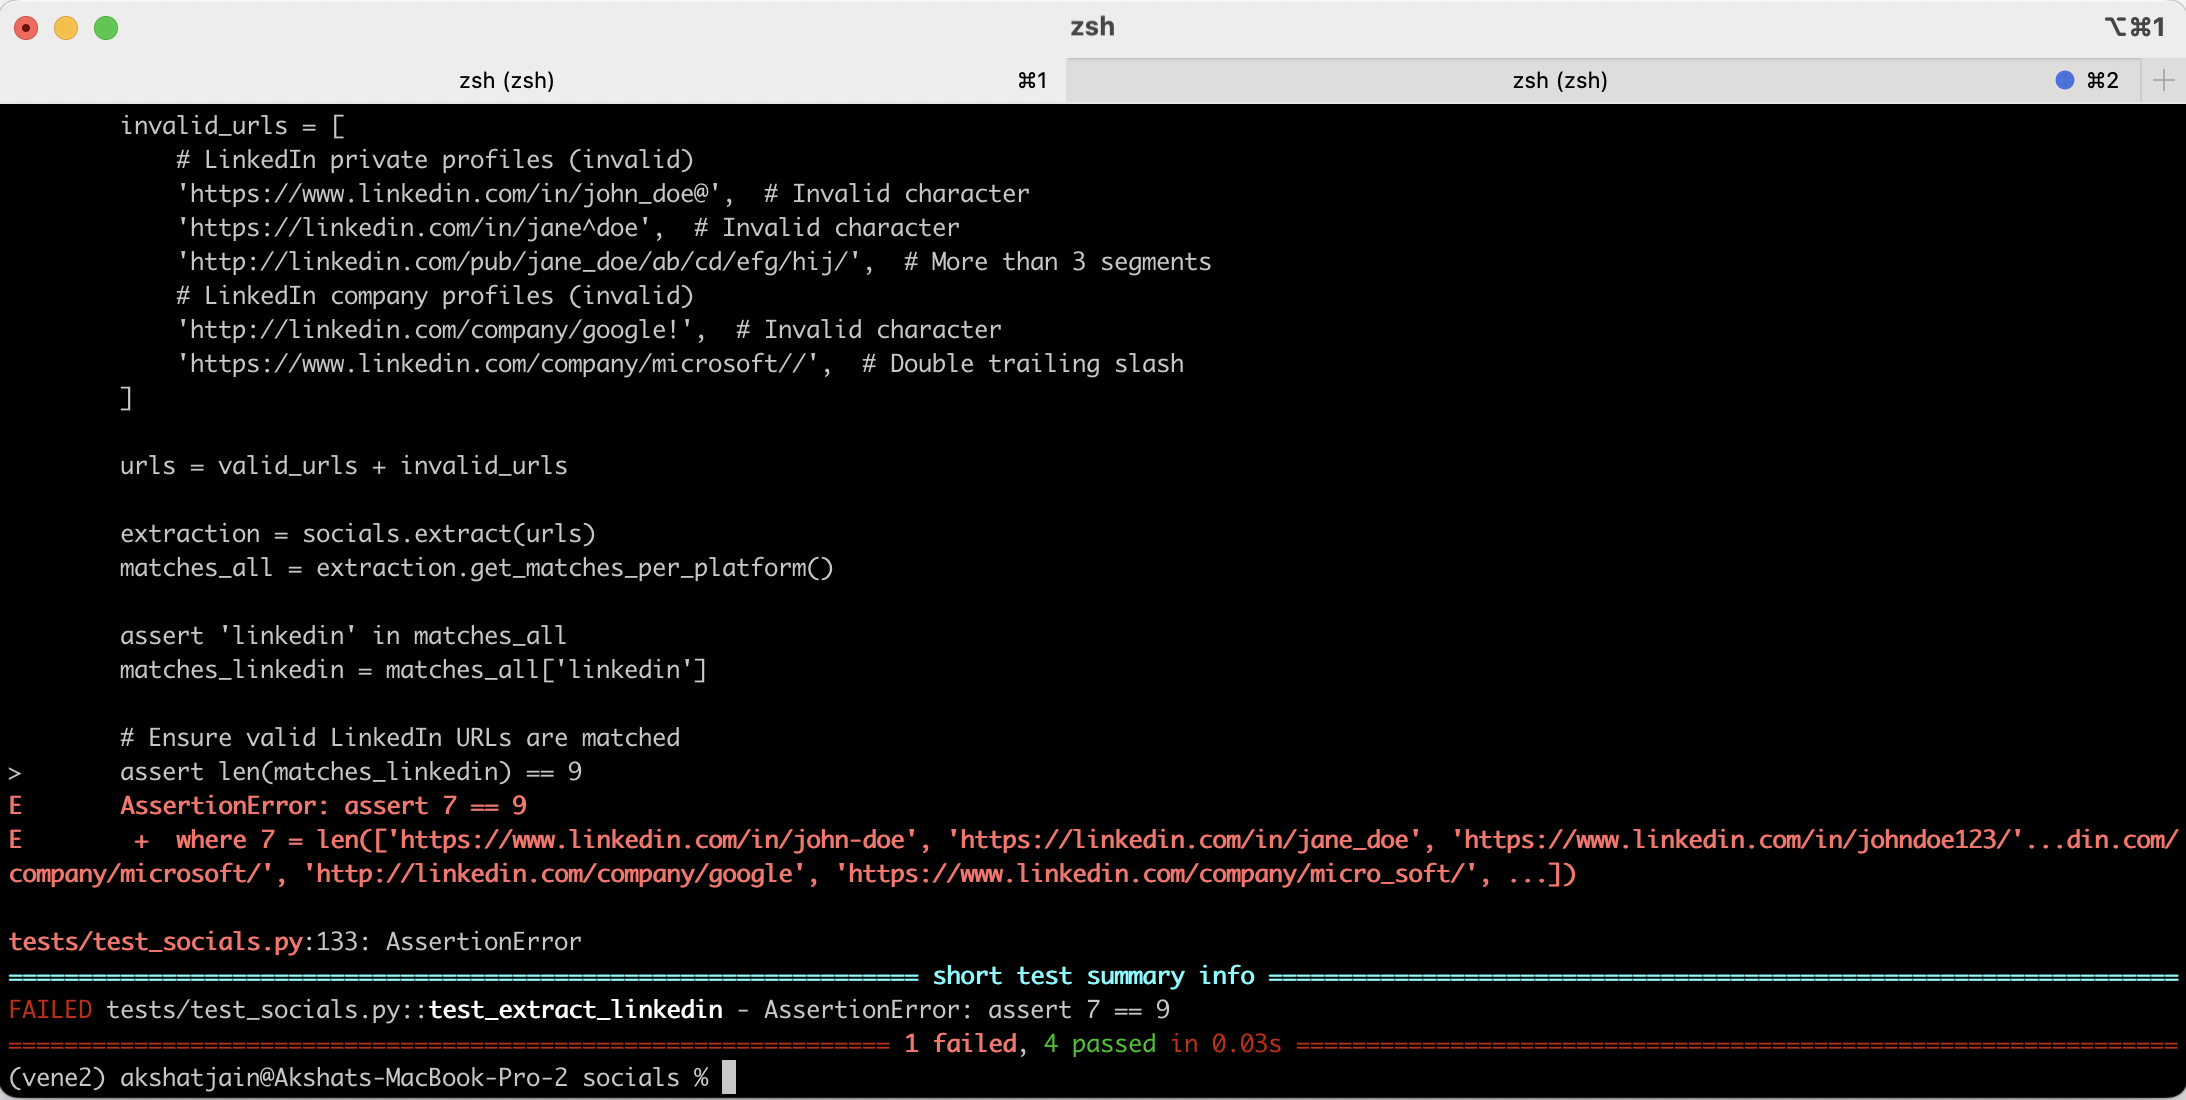 zsh
⌥⌘1
zsh (zsh) ⌘1
zsh (zsh) ⌘2
invalid_urls = [
# LinkedIn private profiles (invalid)
'https://www.linkedin.com/in/john_doe@',  # Invalid character
'https://linkedin.com/in/jane^doe',  # Invalid character
'http://linkedin.com/pub/jane_doe/ab/cd/efg/hij/',  # More than 3 segments
# LinkedIn company profiles (invalid)
'http://linkedin.com/company/google!',  # Invalid character
'https://www.linkedin.com/company/microsoft//',  # Double trailing slash
]
urls = valid_urls + invalid_urls
extraction = socials.extract(urls)
matches_all = extraction.get_matches_per_platform()
assert 'linkedin' in matches_all
matches_linkedin = matches_all['linkedin']
# Ensure valid LinkedIn URLs are matched
>       assert len(matches_linkedin) == 9
E       AssertionError: assert 7 == 9
E        +  where 7 = len(['https://www.linkedin.com/in/john-doe', 'https://linkedin.com/in/jane_doe', 'https://www.linkedin.com/in/johndoe123/'...din.com/
company/microsoft/', 'http://linkedin.com/company/google', 'https://www.linkedin.com/company/micro_soft/', ...])
tests/test_socials.py:133: AssertionError
================================================================= short test summary info =================================================================
FAILED tests/test_socials.py::test_extract_linkedin - AssertionError: assert 7 == 9
=============================================================== 1 failed, 4 passed in 0.03s ===============================================================
(vene2) akshatjain@Akshats-MacBook-Pro-2 socials %